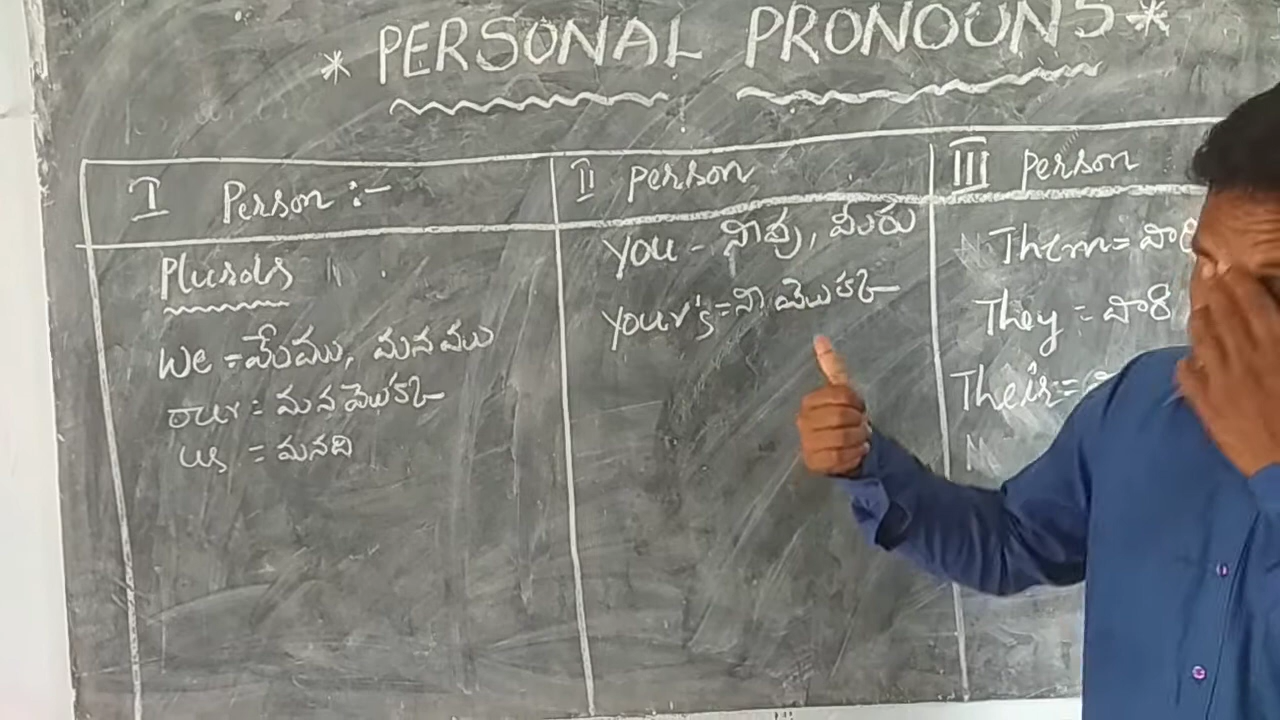 * PERSONAL PRONOUNS *
I Person :-
Plurals
We = మేము, మనము
our = మన యొక్క
us = మనది
II person
you - నీవు, మీరు
your's = నీ యొక్క
III person
Them =
They =
Their =